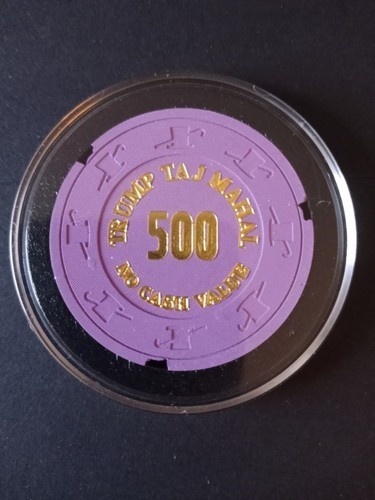 TRUMP TAJ MAHAL
500
NO CASH VALUE